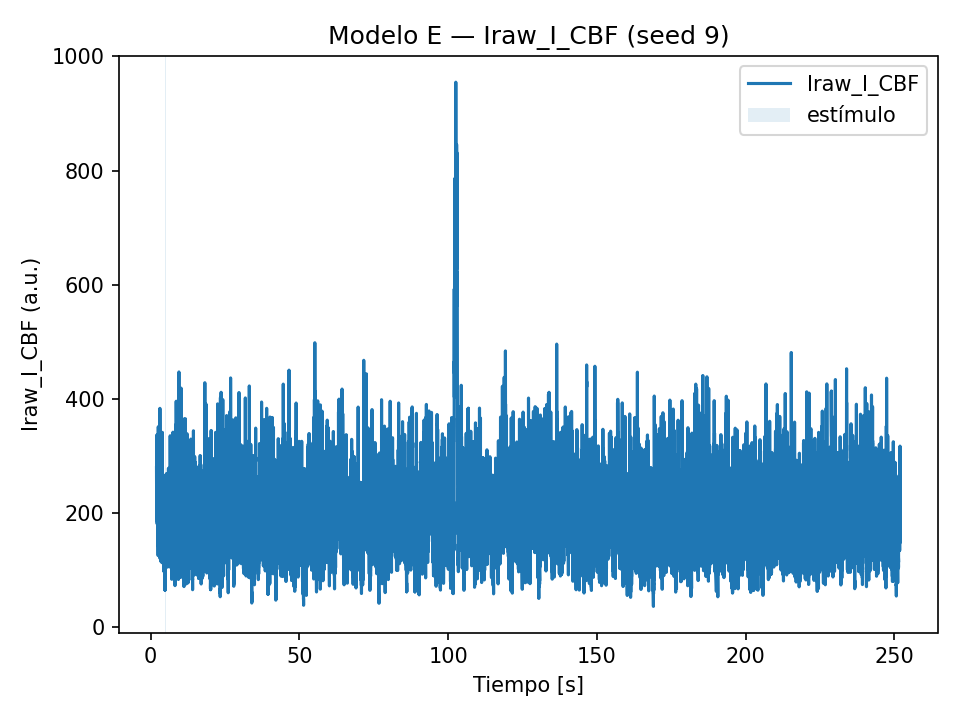 Modelo E — Iraw_I_CBF (seed 9)
Iraw_I_CBF
estímulo
Iraw_I_CBF (a.u.)
1000
800
600
400
200
0
0 50 100 150 200 250
Tiempo [s]